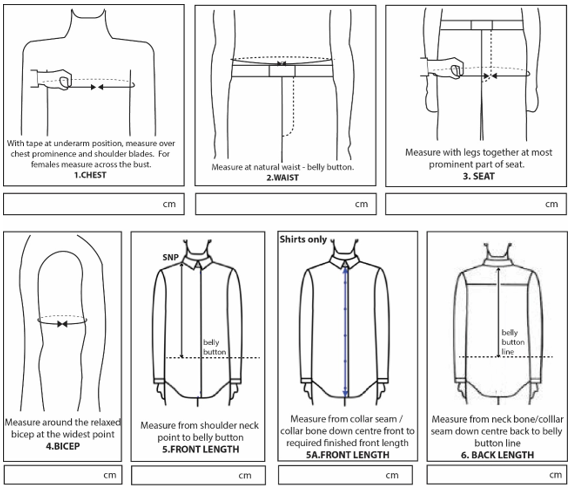 With tape at underarm position, measure over
chest prominence and shoulder blades. For
females measure across the bust.
1.CHEST
Measure at natural waist - belly button.
2.WAIST
Measure with legs together at most
prominent part of seat.
3. SEAT
cm
cm
cm
Measure around the relaxed
bicep at the widest point
4.BICEP
SNP
belly
button
Measure from shoulder neck
point to belly button
5.FRONT LENGTH
Shirts only
Measure from collar seam /
collar bone down centre front to
required finished front length
5A.FRONT LENGTH
belly
button
line
Measure from neck bone/colllar
seam down centre back to belly
button line
6. BACK LENGTH
cm
cm
cm
cm